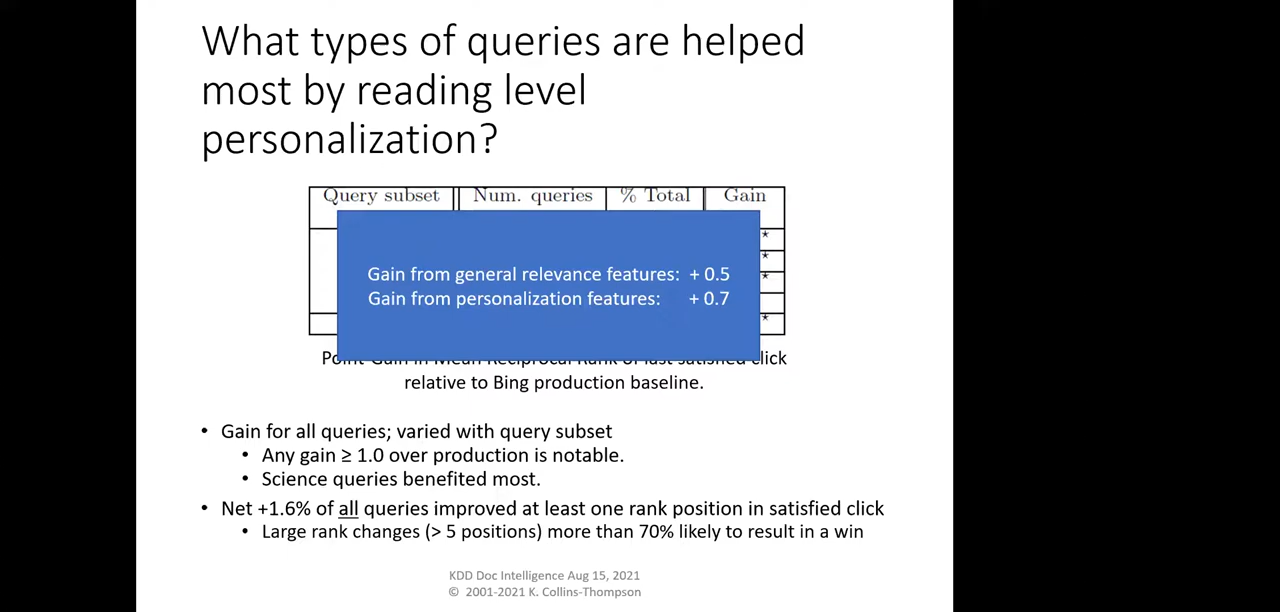 What types of queries are helped
most by reading level
personalization?
Query subset Num. queries % Total Gain
*
*
Gain from general relevance features: + 0.5
*
Gain from personalization features: + 0.7
*
Point Gain in Mean Reciprocal Rank of last satisfied click
relative to Bing production baseline.
• Gain for all queries; varied with query subset
• Any gain ≥ 1.0 over production is notable.
• Science queries benefited most.
• Net +1.6% of all queries improved at least one rank position in satisfied click
• Large rank changes (> 5 positions) more than 70% likely to result in a win
KDD Doc Intelligence Aug 15, 2021
© 2001-2021 K. Collins-Thompson